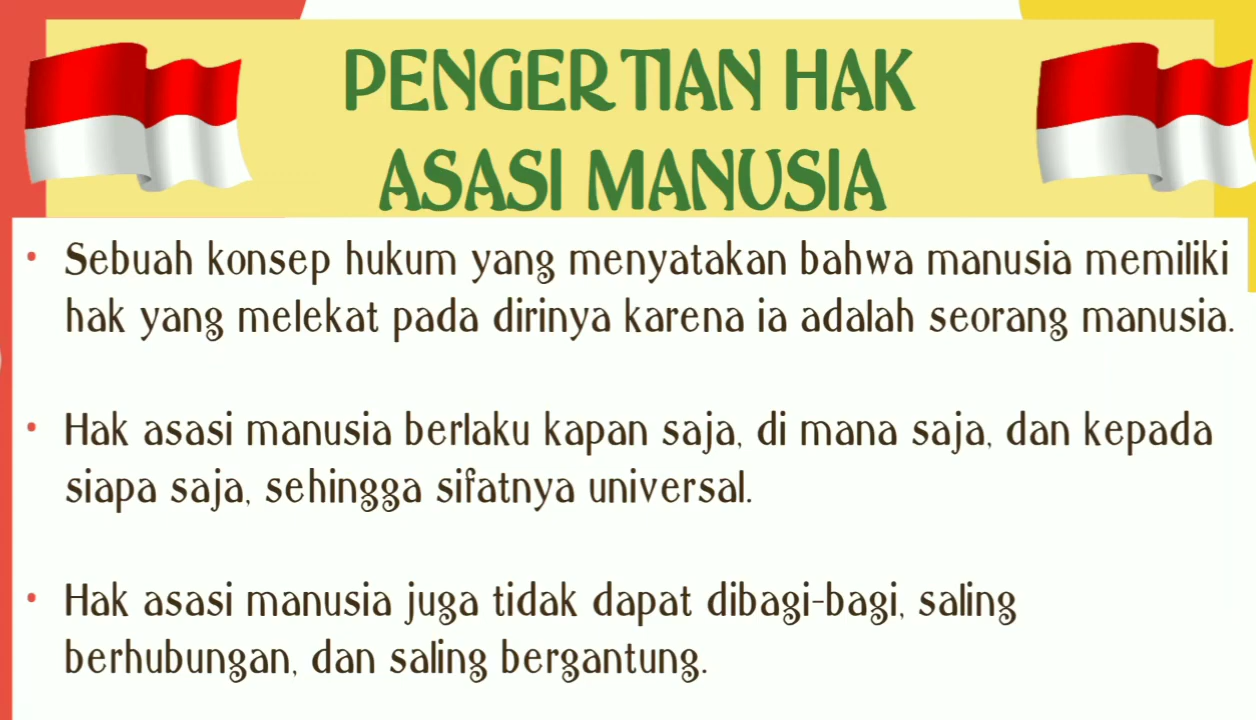 PENGERTIAN HAK
ASASI MANUSIA
• Sebuah konsep hukum yang menyatakan bahwa manusia memiliki
hak yang melekat pada dirinya karena ia adalah seorang manusia.
• Hak asasi manusia berlaku kapan saja, di mana saja, dan kepada
siapa saja, sehingga sifatnya universal.
• Hak asasi manusia juga tidak dapat dibagi-bagi, saling
berhubungan, dan saling bergantung.